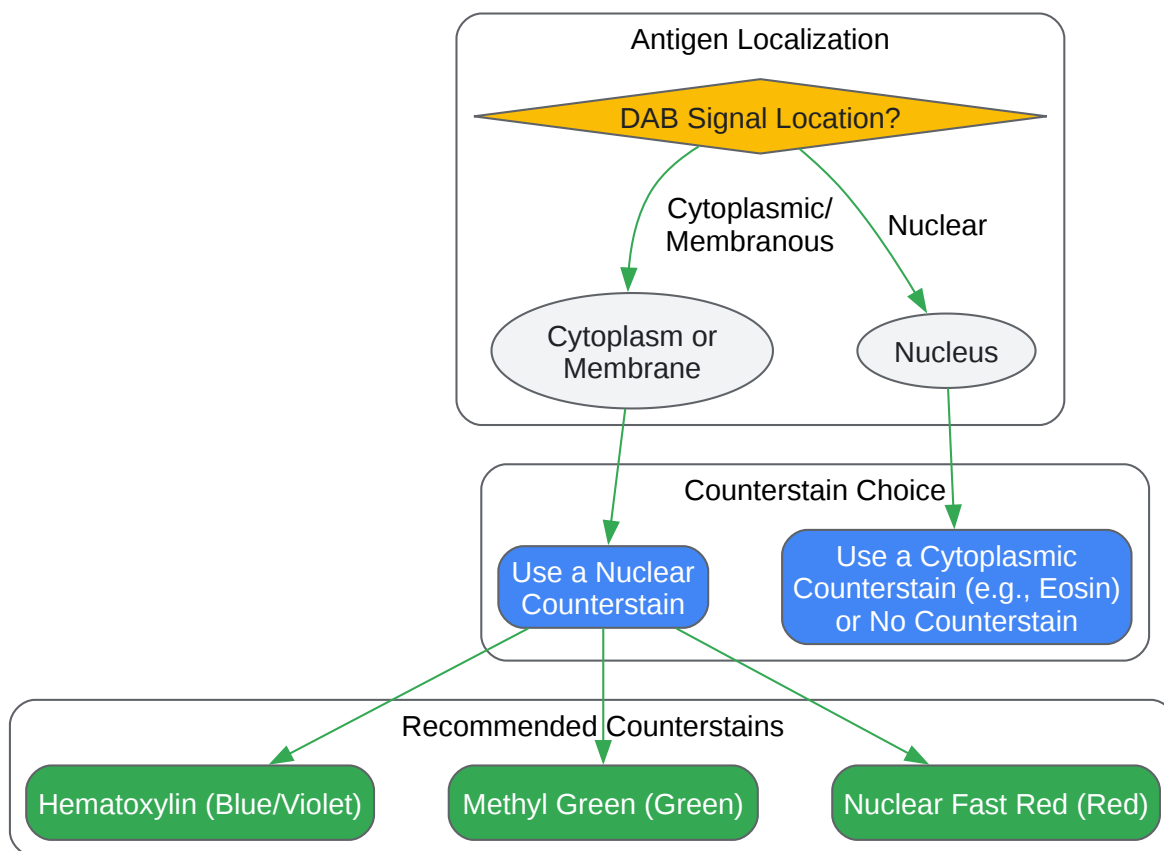 Antigen Localization
DAB Signal Location?
Cytoplasmic/
Membranous
Nuclear
Cytoplasm or
Membrane
Nucleus
Counterstain Choice
Use a Nuclear
Counterstain
Use a Cytoplasmic
Counterstain (e.g., Eosin)
or No Counterstain
Recommended Counterstains
Hematoxylin (Blue/Violet)
Methyl Green (Green)
Nuclear Fast Red (Red)